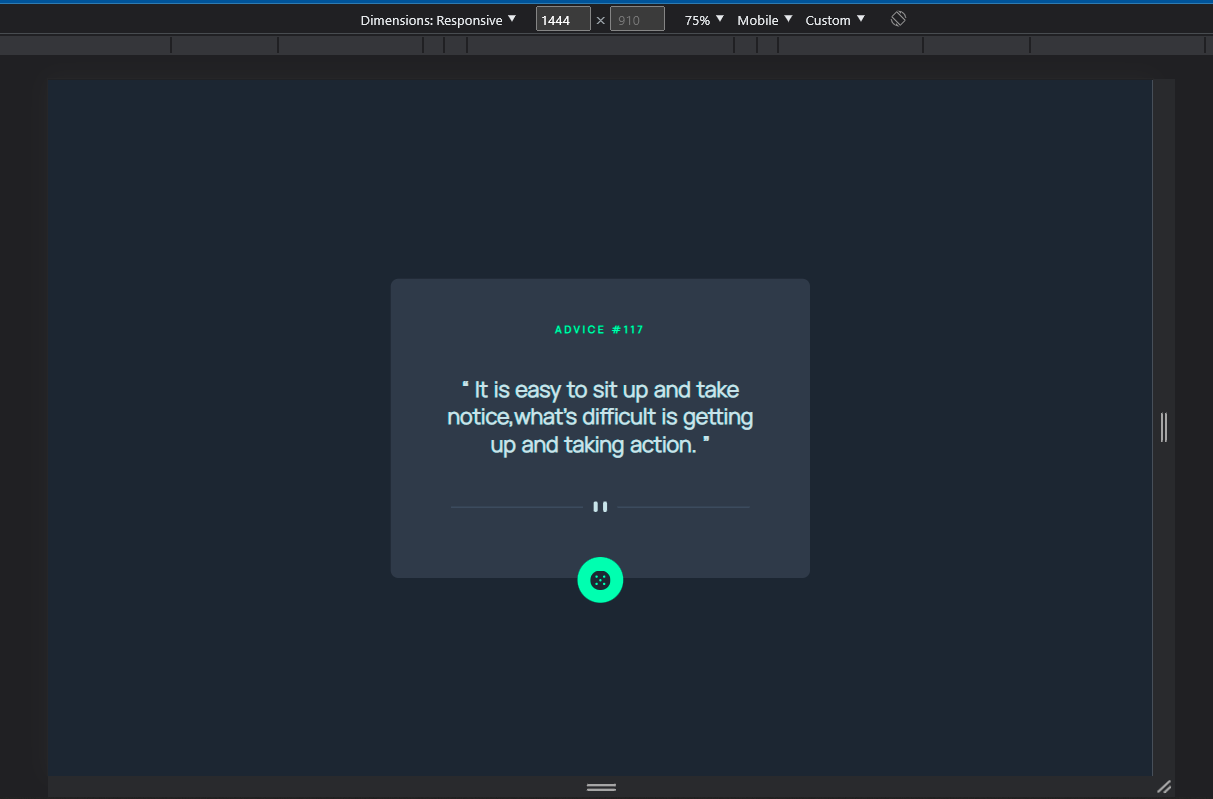 Dimensions: Responsive ▼ 1444 × 910 75% ▼ Mobile ▼ Custom ▼
ADVICE #117
" It is easy to sit up and take
notice,what's difficult is getting
up and taking action. "